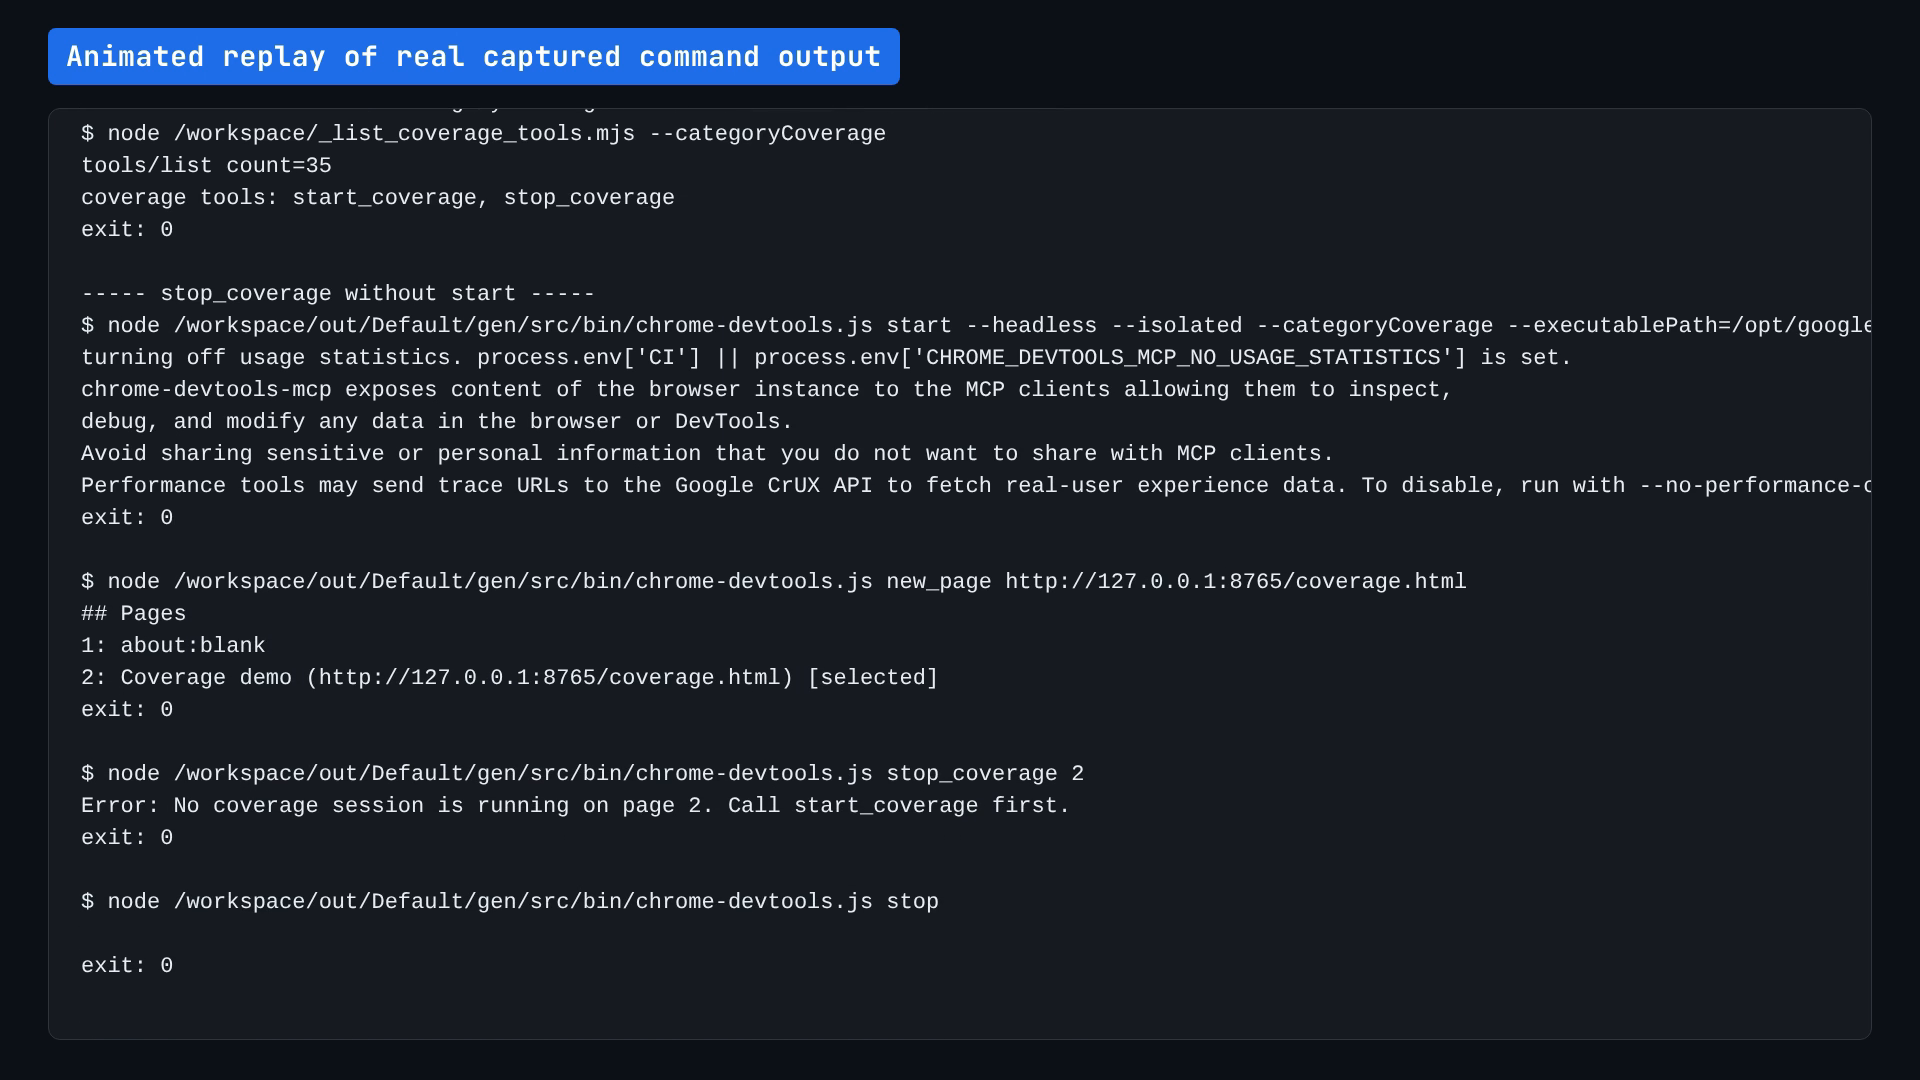 Animated replay of real captured command output
$ node /workspace/_list_coverage_tools.mjs --categoryCoverage
tools/list count=35
coverage tools: start_coverage, stop_coverage
exit: 0
----- stop_coverage without start -----
$ node /workspace/out/Default/gen/src/bin/chrome-devtools.js start --headless --isolated --categoryCoverage --executablePath=/opt/google
turning off usage statistics. process.env['CI'] || process.env['CHROME_DEVTOOLS_MCP_NO_USAGE_STATISTICS'] is set.
chrome-devtools-mcp exposes content of the browser instance to the MCP clients allowing them to inspect,
debug, and modify any data in the browser or DevTools.
Avoid sharing sensitive or personal information that you do not want to share with MCP clients.
Performance tools may send trace URLs to the Google CrUX API to fetch real-user experience data. To disable, run with --no-performance-c
exit: 0
$ node /workspace/out/Default/gen/src/bin/chrome-devtools.js new_page http://127.0.0.1:8765/coverage.html
## Pages
1: about:blank
2: Coverage demo (http://127.0.0.1:8765/coverage.html) [selected]
exit: 0
$ node /workspace/out/Default/gen/src/bin/chrome-devtools.js stop_coverage 2
Error: No coverage session is running on page 2. Call start_coverage first.
exit: 0
$ node /workspace/out/Default/gen/src/bin/chrome-devtools.js stop
exit: 0